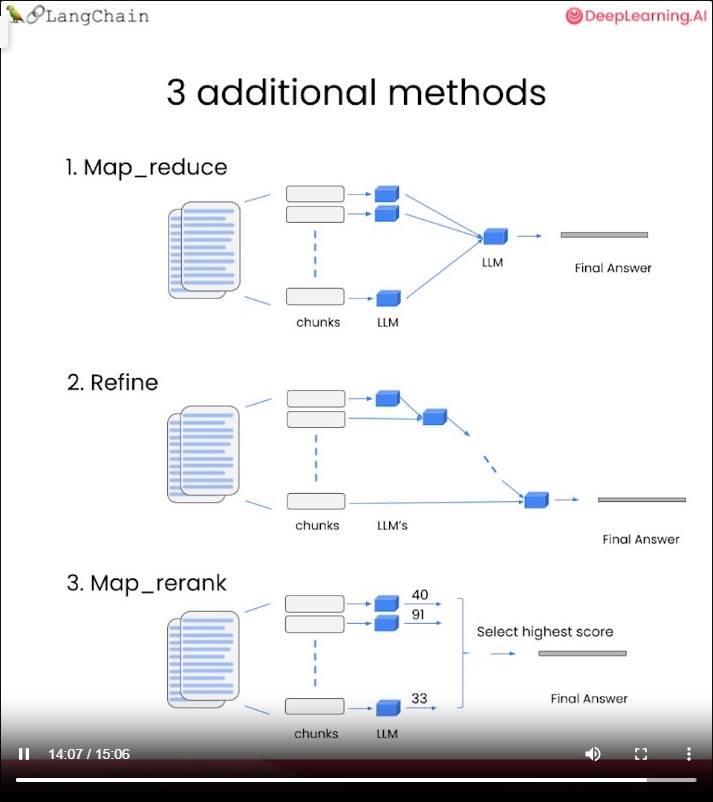 LangChain
DeepLearning.AI
3 additional methods
1. Map_reduce
LLM
Final Answer
chunks
LLM
2. Refine
chunks
LLM's
Final Answer
3. Map_rerank
40
91
Select highest score
33
Final Answer
chunks
LLM
14:07 / 15:06